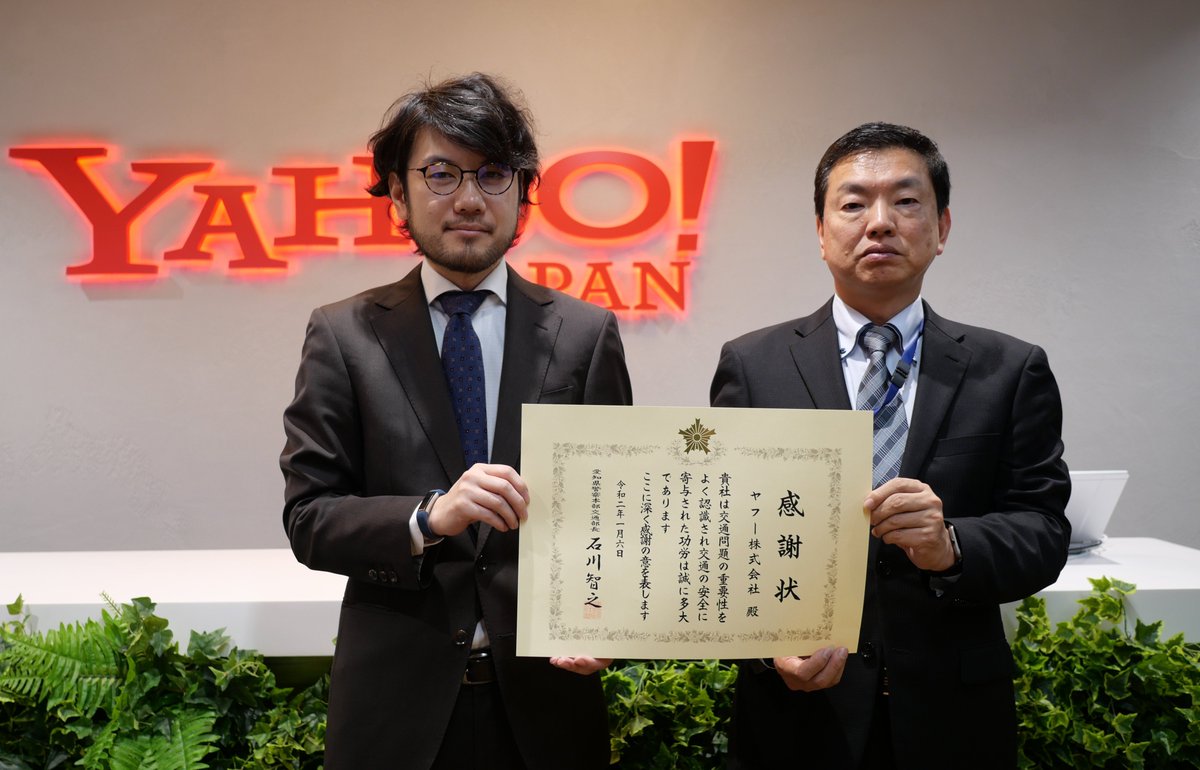 YAHOO!
JAPAN
感謝状
ヤフー株式会社 殿
貴社は交通問題の重要性を
よく認識され交通の安全に
寄与された功労は誠に多大
であります
ここに深く感謝の意を表します
令和二年一月六日
愛知県警察本部交通部長 石川智之